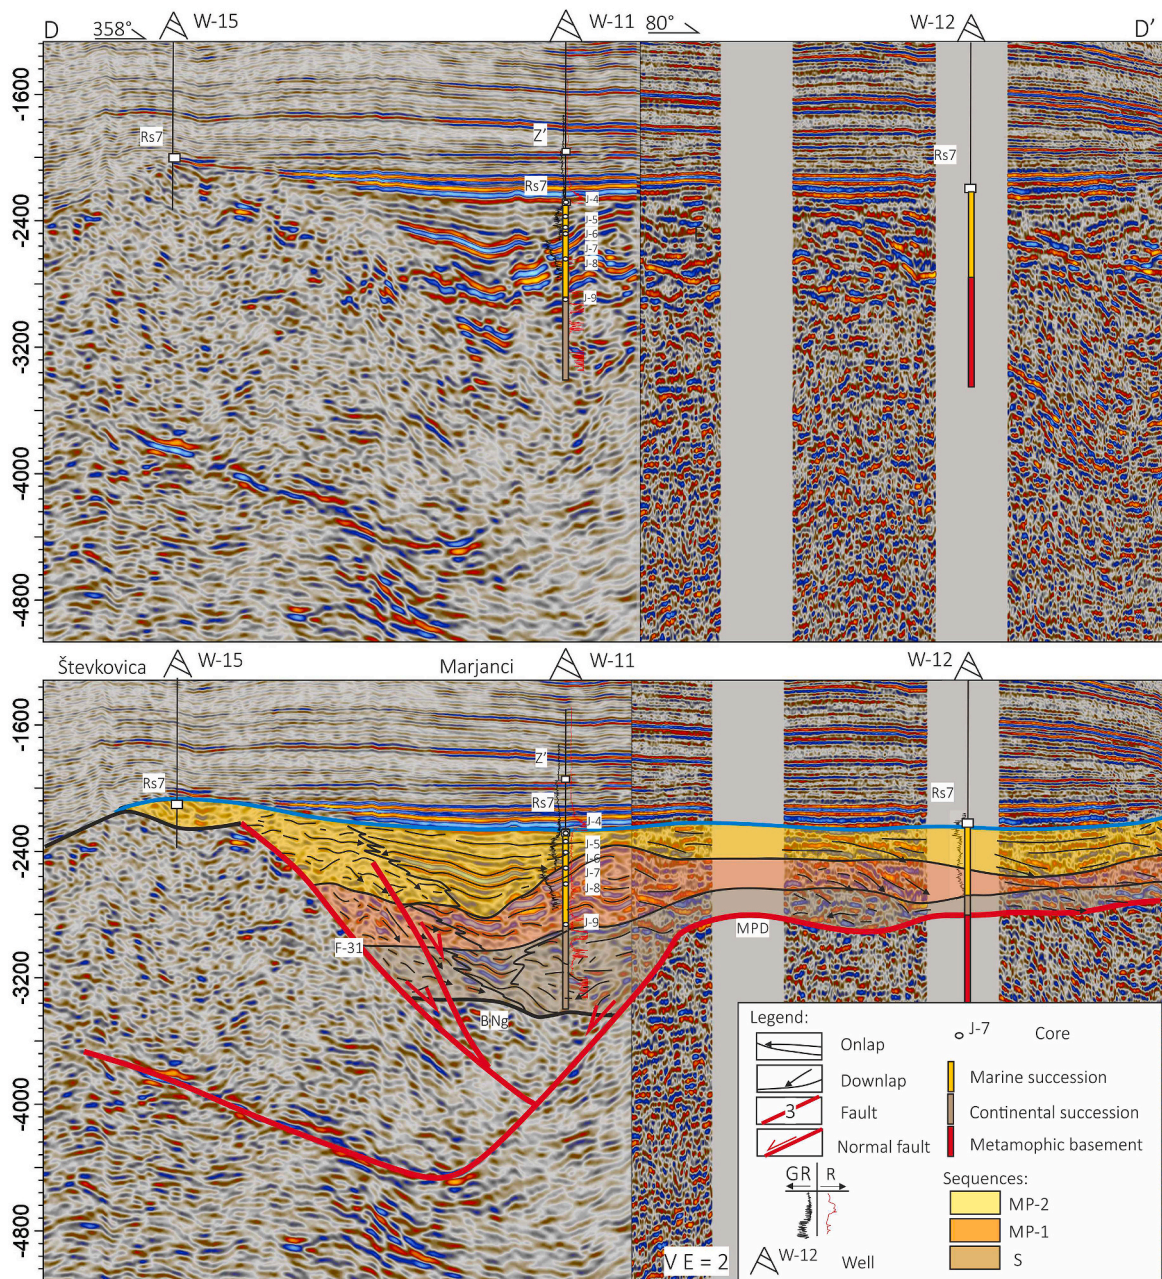 D
358°
W-15
W-11
80°
W-12
D'
-1600
-2400
-3200
-4000
-4800
Rs7
Z'
Rs7
Rs7
J-4
J-5
J-6
J-7
J-8
J-9
Števkovica
W-15
Marjanci
W-11
W-12
-1600
-2400
-3200
-4000
-4800
Rs7
Z'
Rs7
Rs7
J-4
J-5
J-6
J-7
J-8
J-9
F-31
MPD
BNg
V E = 2
Legend:
Onlap
Downlap
3 Fault
Normal fault
GR R
W-12 Well
J-7 Core
Marine succession
Continental succession
Metamophic basement
Sequences:
MP-2
MP-1
S